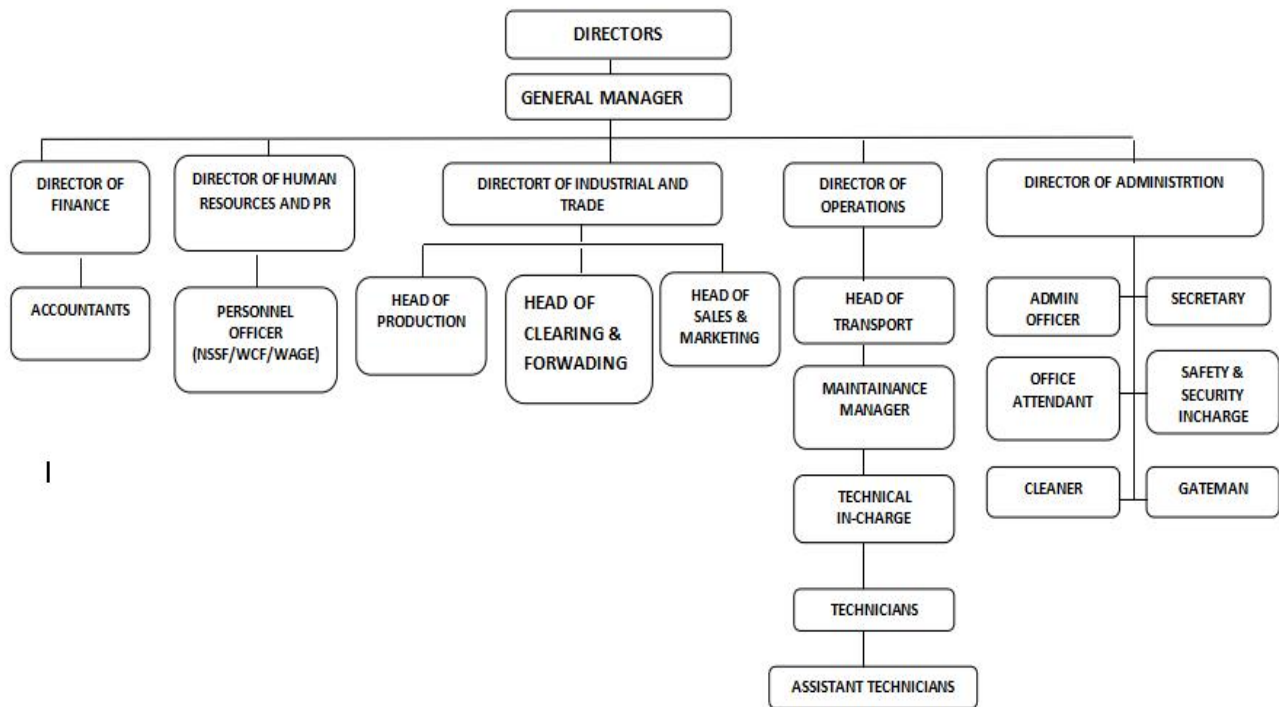 DIRECTORS
GENERAL MANAGER
DIRECTOR OF
FINANCE
DIRECTOR OF HUMAN
RESOURCES AND PR
DIRECTORT OF INDUSTRIAL AND
TRADE
DIRECTOR OF
OPERATIONS
DIRECTOR OF ADMINISTRTION
ACCOUNTANTS
PERSONNEL
OFFICER
(NSSF/WCF/WAGE)
HEAD OF
PRODUCTION
HEAD OF
CLEARING &
FORWADING
HEAD OF
SALES &
MARKETING
HEAD OF
TRANSPORT
MAINTAINANCE
MANAGER
TECHNICAL
IN-CHARGE
TECHNICIANS
ASSISTANT TECHNICIANS
ADMIN
OFFICER
SECRETARY
OFFICE
ATTENDANT
SAFETY &
SECURITY
INCHARGE
CLEANER
GATEMAN